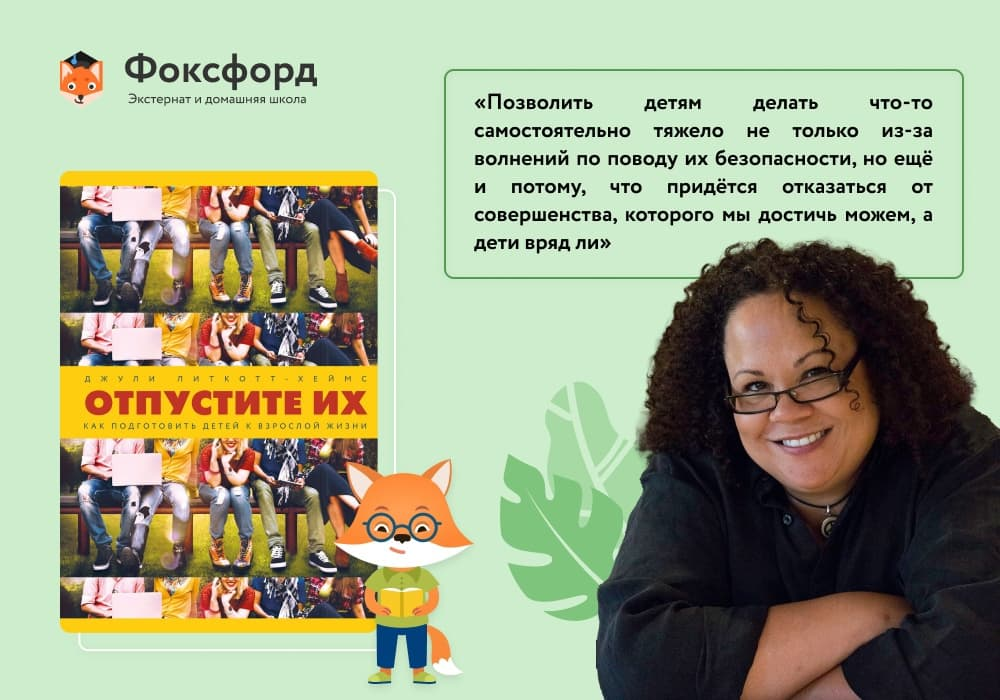 Фоксфорд
Экстернат и домашняя школа
«Позволить детям делать что-то
самостоятельно тяжело не только из-за
волнений по поводу их безопасности, но ещё
и потому, что придётся отказаться от
совершенства, которого мы достичь можем, а
дети вряд ли»
ДЖУЛИ ЛИТКОТТ-ХЕЙМС
ОТПУСТИТЕ ИХ
КАК ПОДГОТОВИТЬ ДЕТЕЙ К ВЗРОСЛОЙ ЖИЗНИ